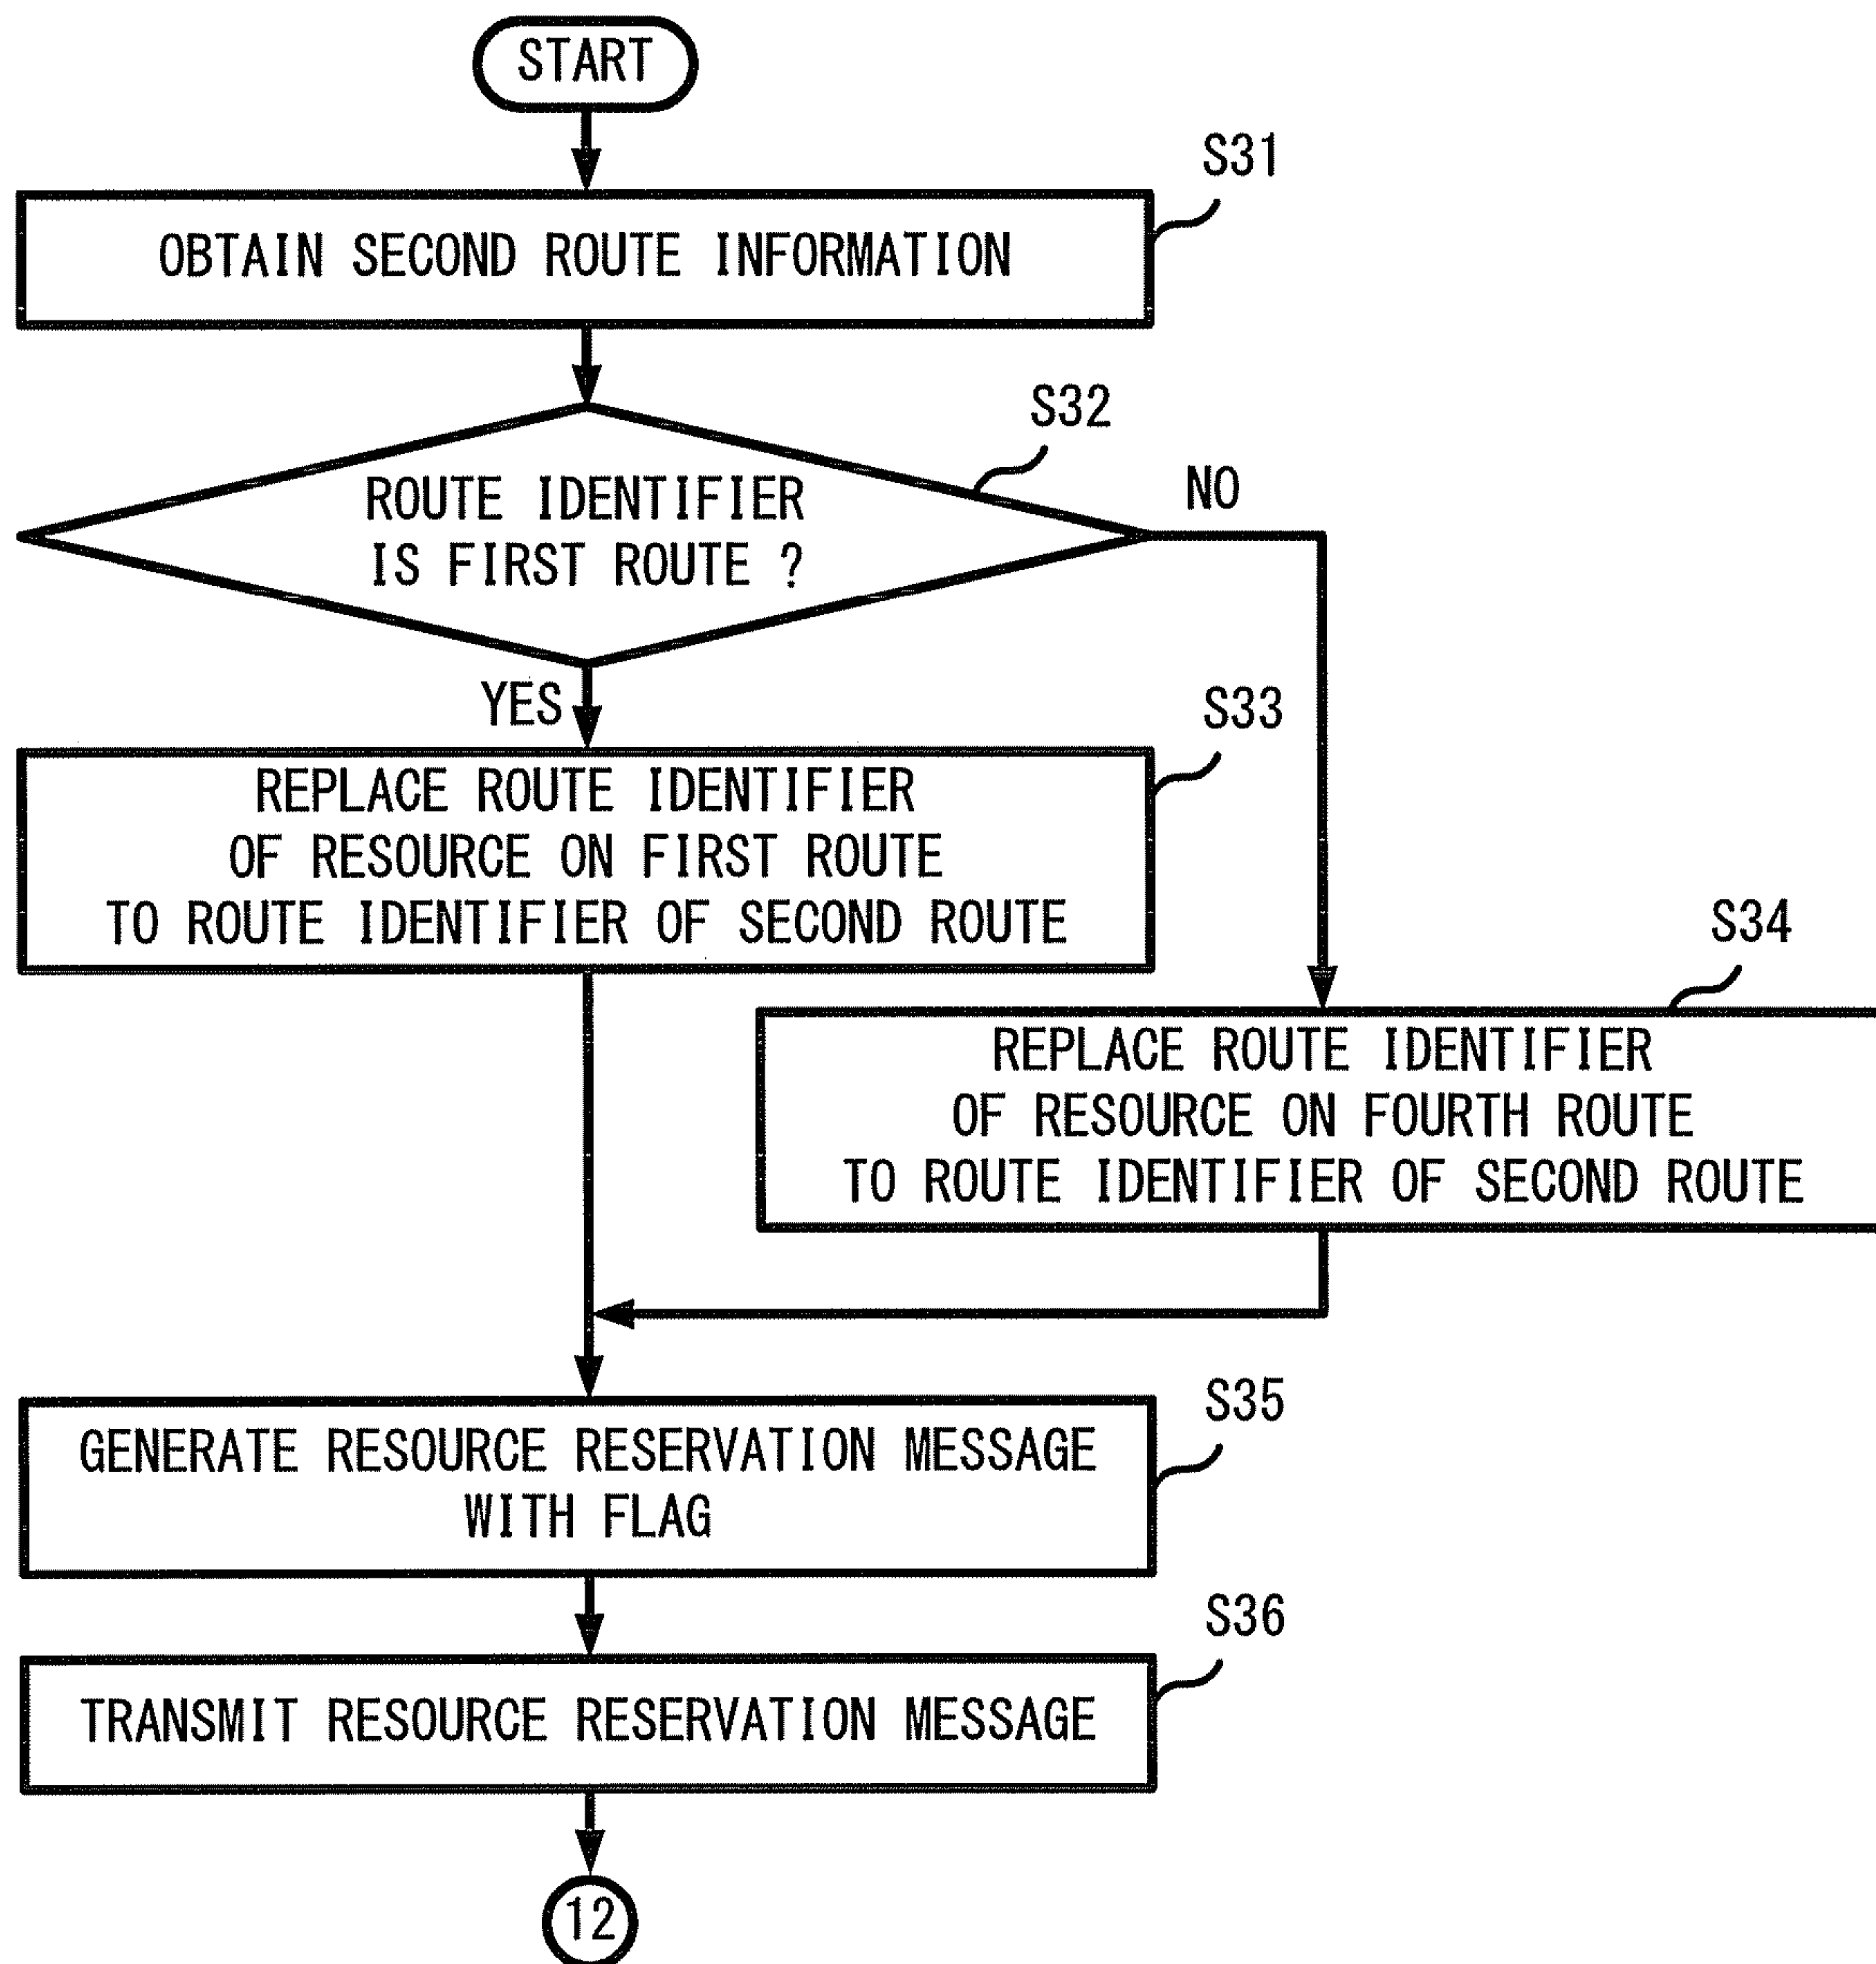 START
S31
OBTAIN SECOND ROUTE INFORMATION
S32
ROUTE IDENTIFIER
IS FIRST ROUTE ?
NO
YES
S33
REPLACE ROUTE IDENTIFIER
OF RESOURCE ON FIRST ROUTE
TO ROUTE IDENTIFIER OF SECOND ROUTE
S34
REPLACE ROUTE IDENTIFIER
OF RESOURCE ON FOURTH ROUTE
TO ROUTE IDENTIFIER OF SECOND ROUTE
S35
GENERATE RESOURCE RESERVATION MESSAGE
WITH FLAG
S36
TRANSMIT RESOURCE RESERVATION MESSAGE
12